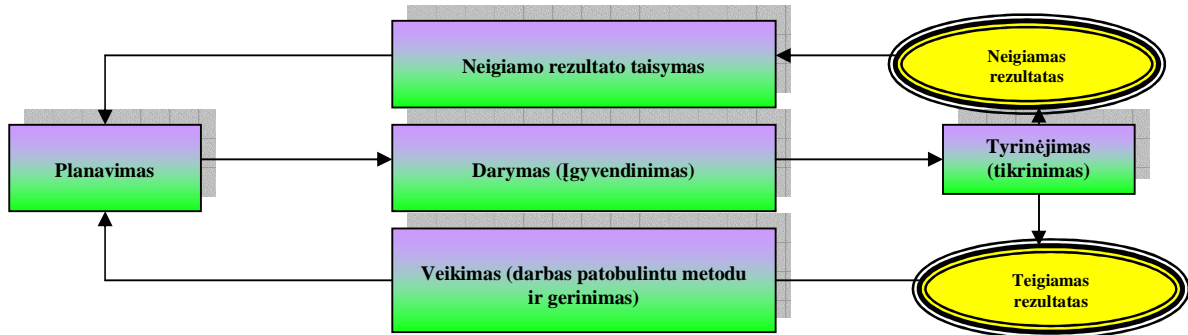 Neigiamo rezultato taisymas
Neigiamas
rezultatas
Planavimas
Darymas (Įgyvendinimas)
Tyrinėjimas
(tikrinimas)
Veikimas (darbas patobulintu metodu
ir gerinimas)
Teigiamas
rezultatas